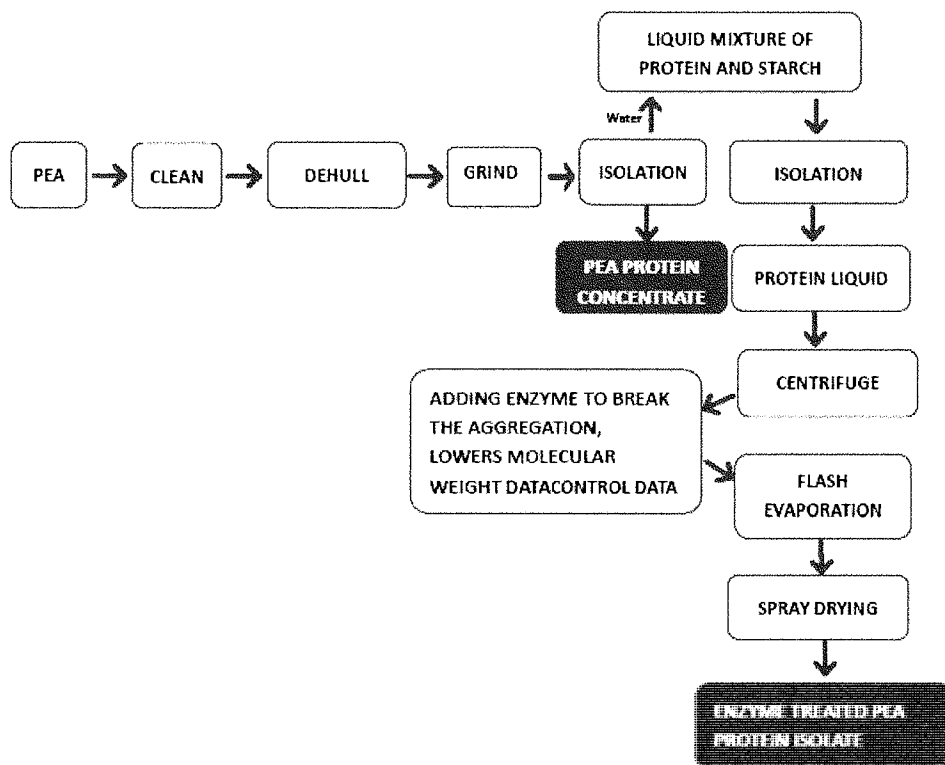 PEA
CLEAN
DEHULL
GRIND
ISOLATION
Water
LIQUID MIXTURE OF
PROTEIN AND STARCH
ISOLATION
PEA PROTEIN
CONCENTRATE
PROTEIN LIQUID
CENTRIFUGE
ADDING ENZYME TO BREAK
THE AGGREGATION,
LOWERS MOLECULAR
WEIGHT DATACONTROL DATA
FLASH
EVAPORATION
SPRAY DRYING
ENZYME TREATED PEA
PROTEIN ISOLATE